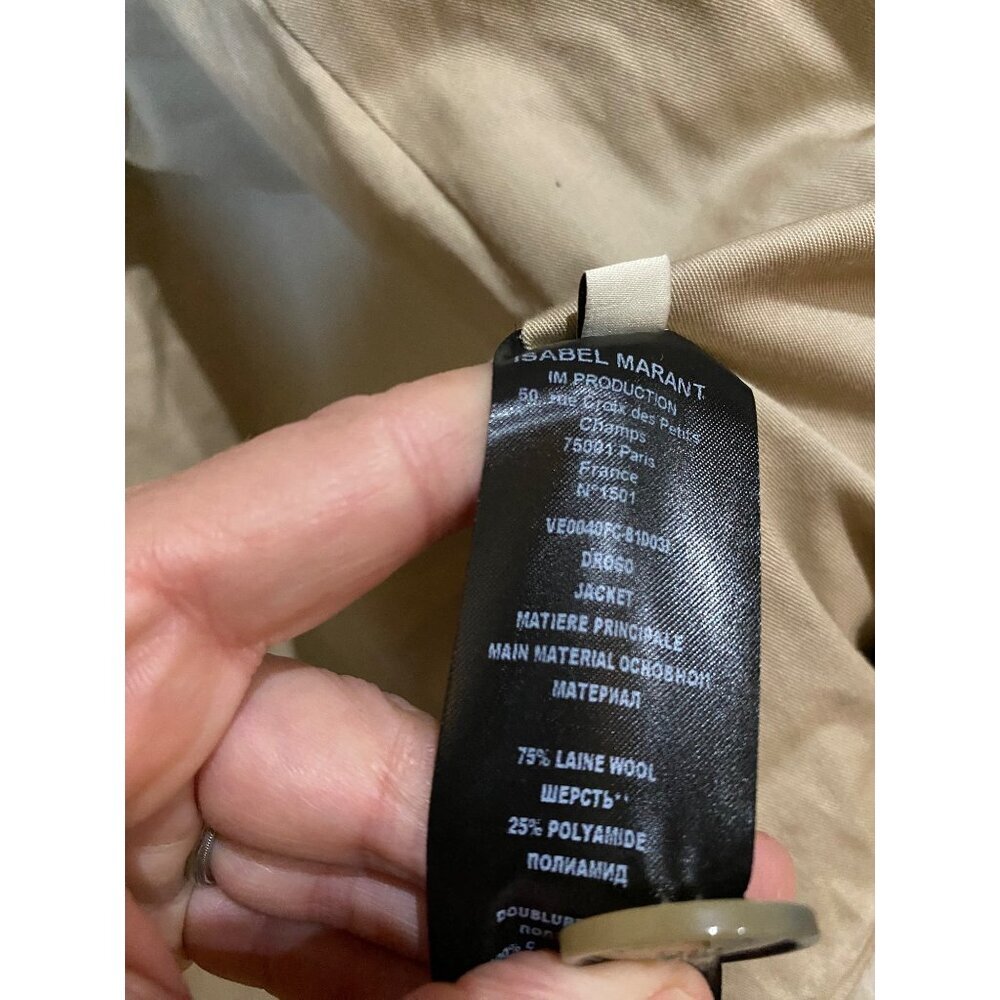 ISABEL MARANT
IM PRODUCTION
50, rue Croix des Petits
Champs
75001 Paris
France
N°1501
DROSO
JACKET
MATIERE PRINCIPALE
MAIN MATERIAL ОСНОВНОЙ
МАТЕРИАЛ
75% LAINE WOOL
ШЕРСТЬ**
25% POLYAMIDE
ПОЛИАМИД